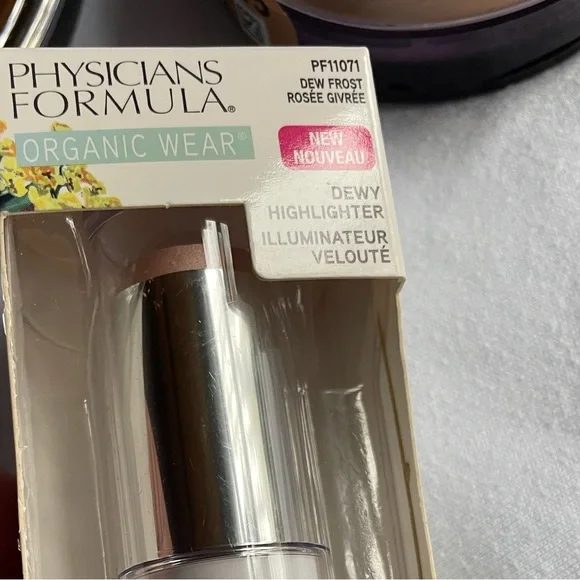 PHYSICIANS
FORMULA®
ORGANIC WEAR®
PF11071
DEW FROST
ROSÉE GIVRÉE
NEW
NOUVEAU
DEWY
HIGHLIGHTER
ILLUMINATEUR
VELOUTÉ